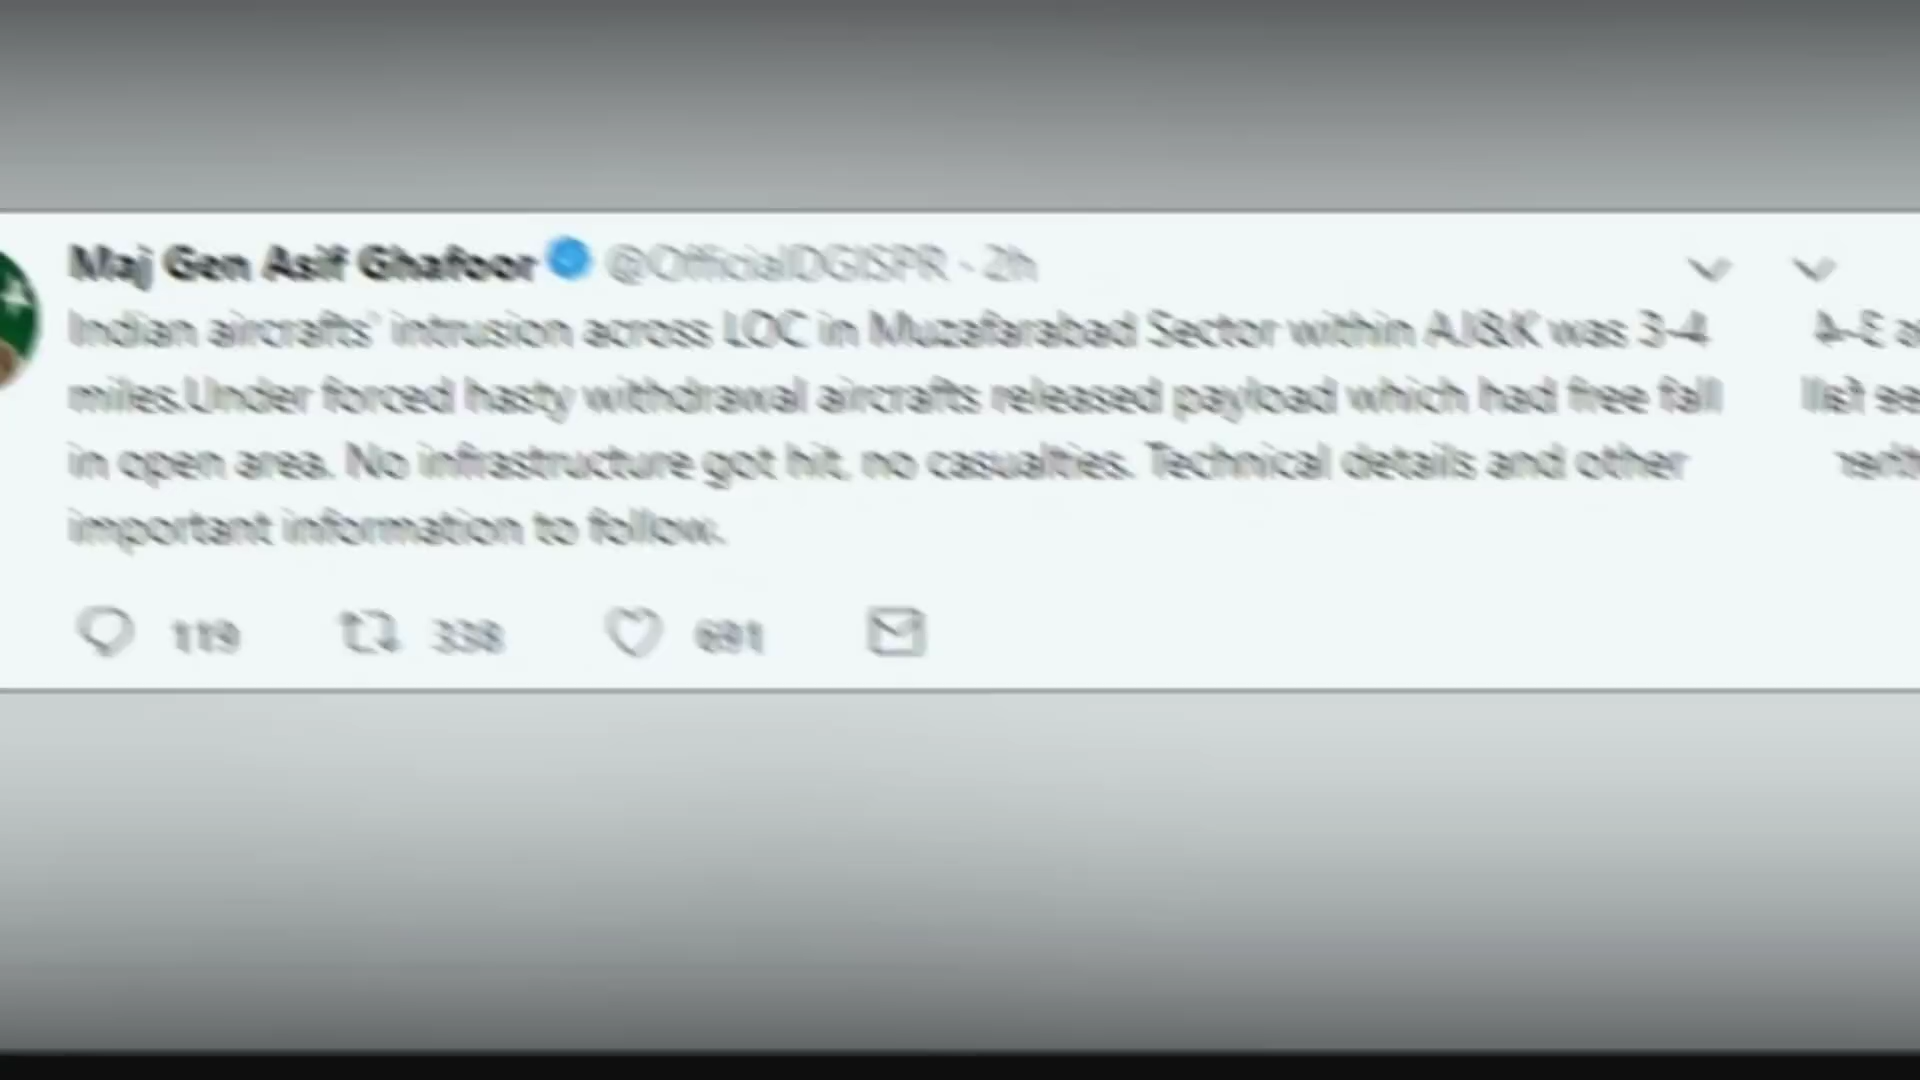 Maj Gen Asif Ghafoor @OfficialDGISPR · 2h
Indian aircrafts' intrusion across LOC in Muzafarabad Sector within AJ&K was 3-4
miles.Under forced hasty withdrawal aircrafts released payload which had free fall
in open area. No infrastructure got hit, no casualties. Technical details and other
important information to follow.
119 338 691